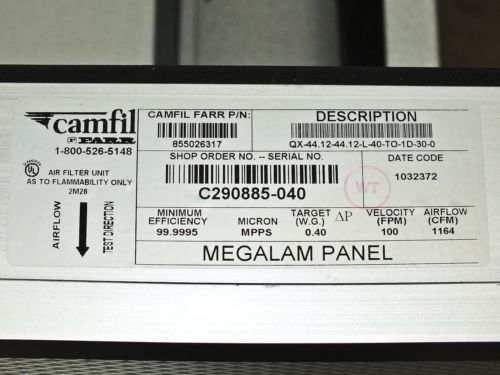 camfil
FARR
1-800-526-5148
UL
AIR FILTER UNIT
AS TO FLAMMABILITY ONLY
2M26
AIRFLOW
TEST DIRECTION
CAMFIL FARR P/N:
855026317
DESCRIPTION
QX-44.12-44.12-L-40-TO-1D-30-0
SHOP ORDER NO. -- SERIAL NO.
C290885-040
WT
DATE CODE
1032372
MINIMUM EFFICIENCY
99.9995
MICRON
MPPS
TARGET ΔP
(W.G.)
0.40
VELOCITY
(FPM)
100
AIRFLOW
(CFM)
1164
MEGALAM PANEL